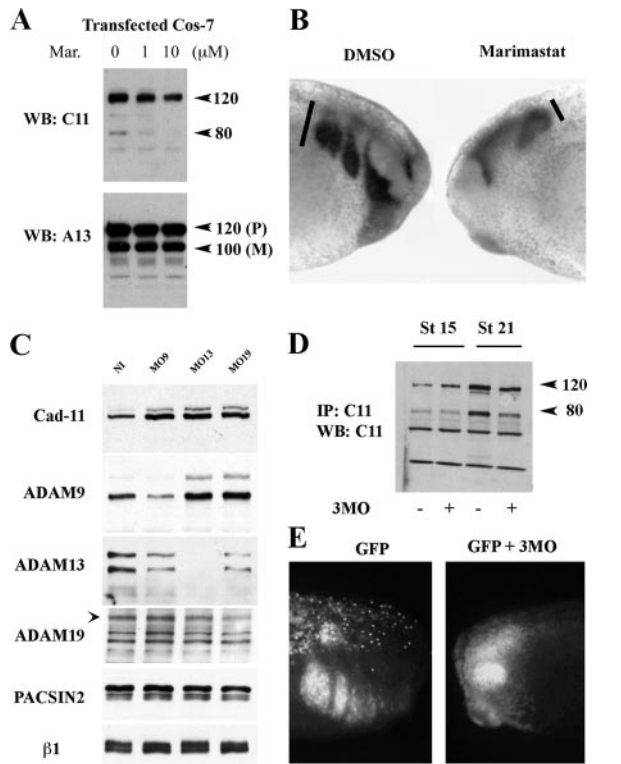 A
Transfected Cos-7
Mar. 0 1 10 (μM)
WB: C11
120
80
WB: A13
120 (P)
100 (M)
B
DMSO Marimastat
C
NI MO9 MO13 MO19
Cad-11
ADAM9
ADAM13
ADAM19
PACSIN2
β1
D
St 15 St 21
IP: C11
WB: C11
120
80
3MO - + - +
E
GFP GFP + 3MO